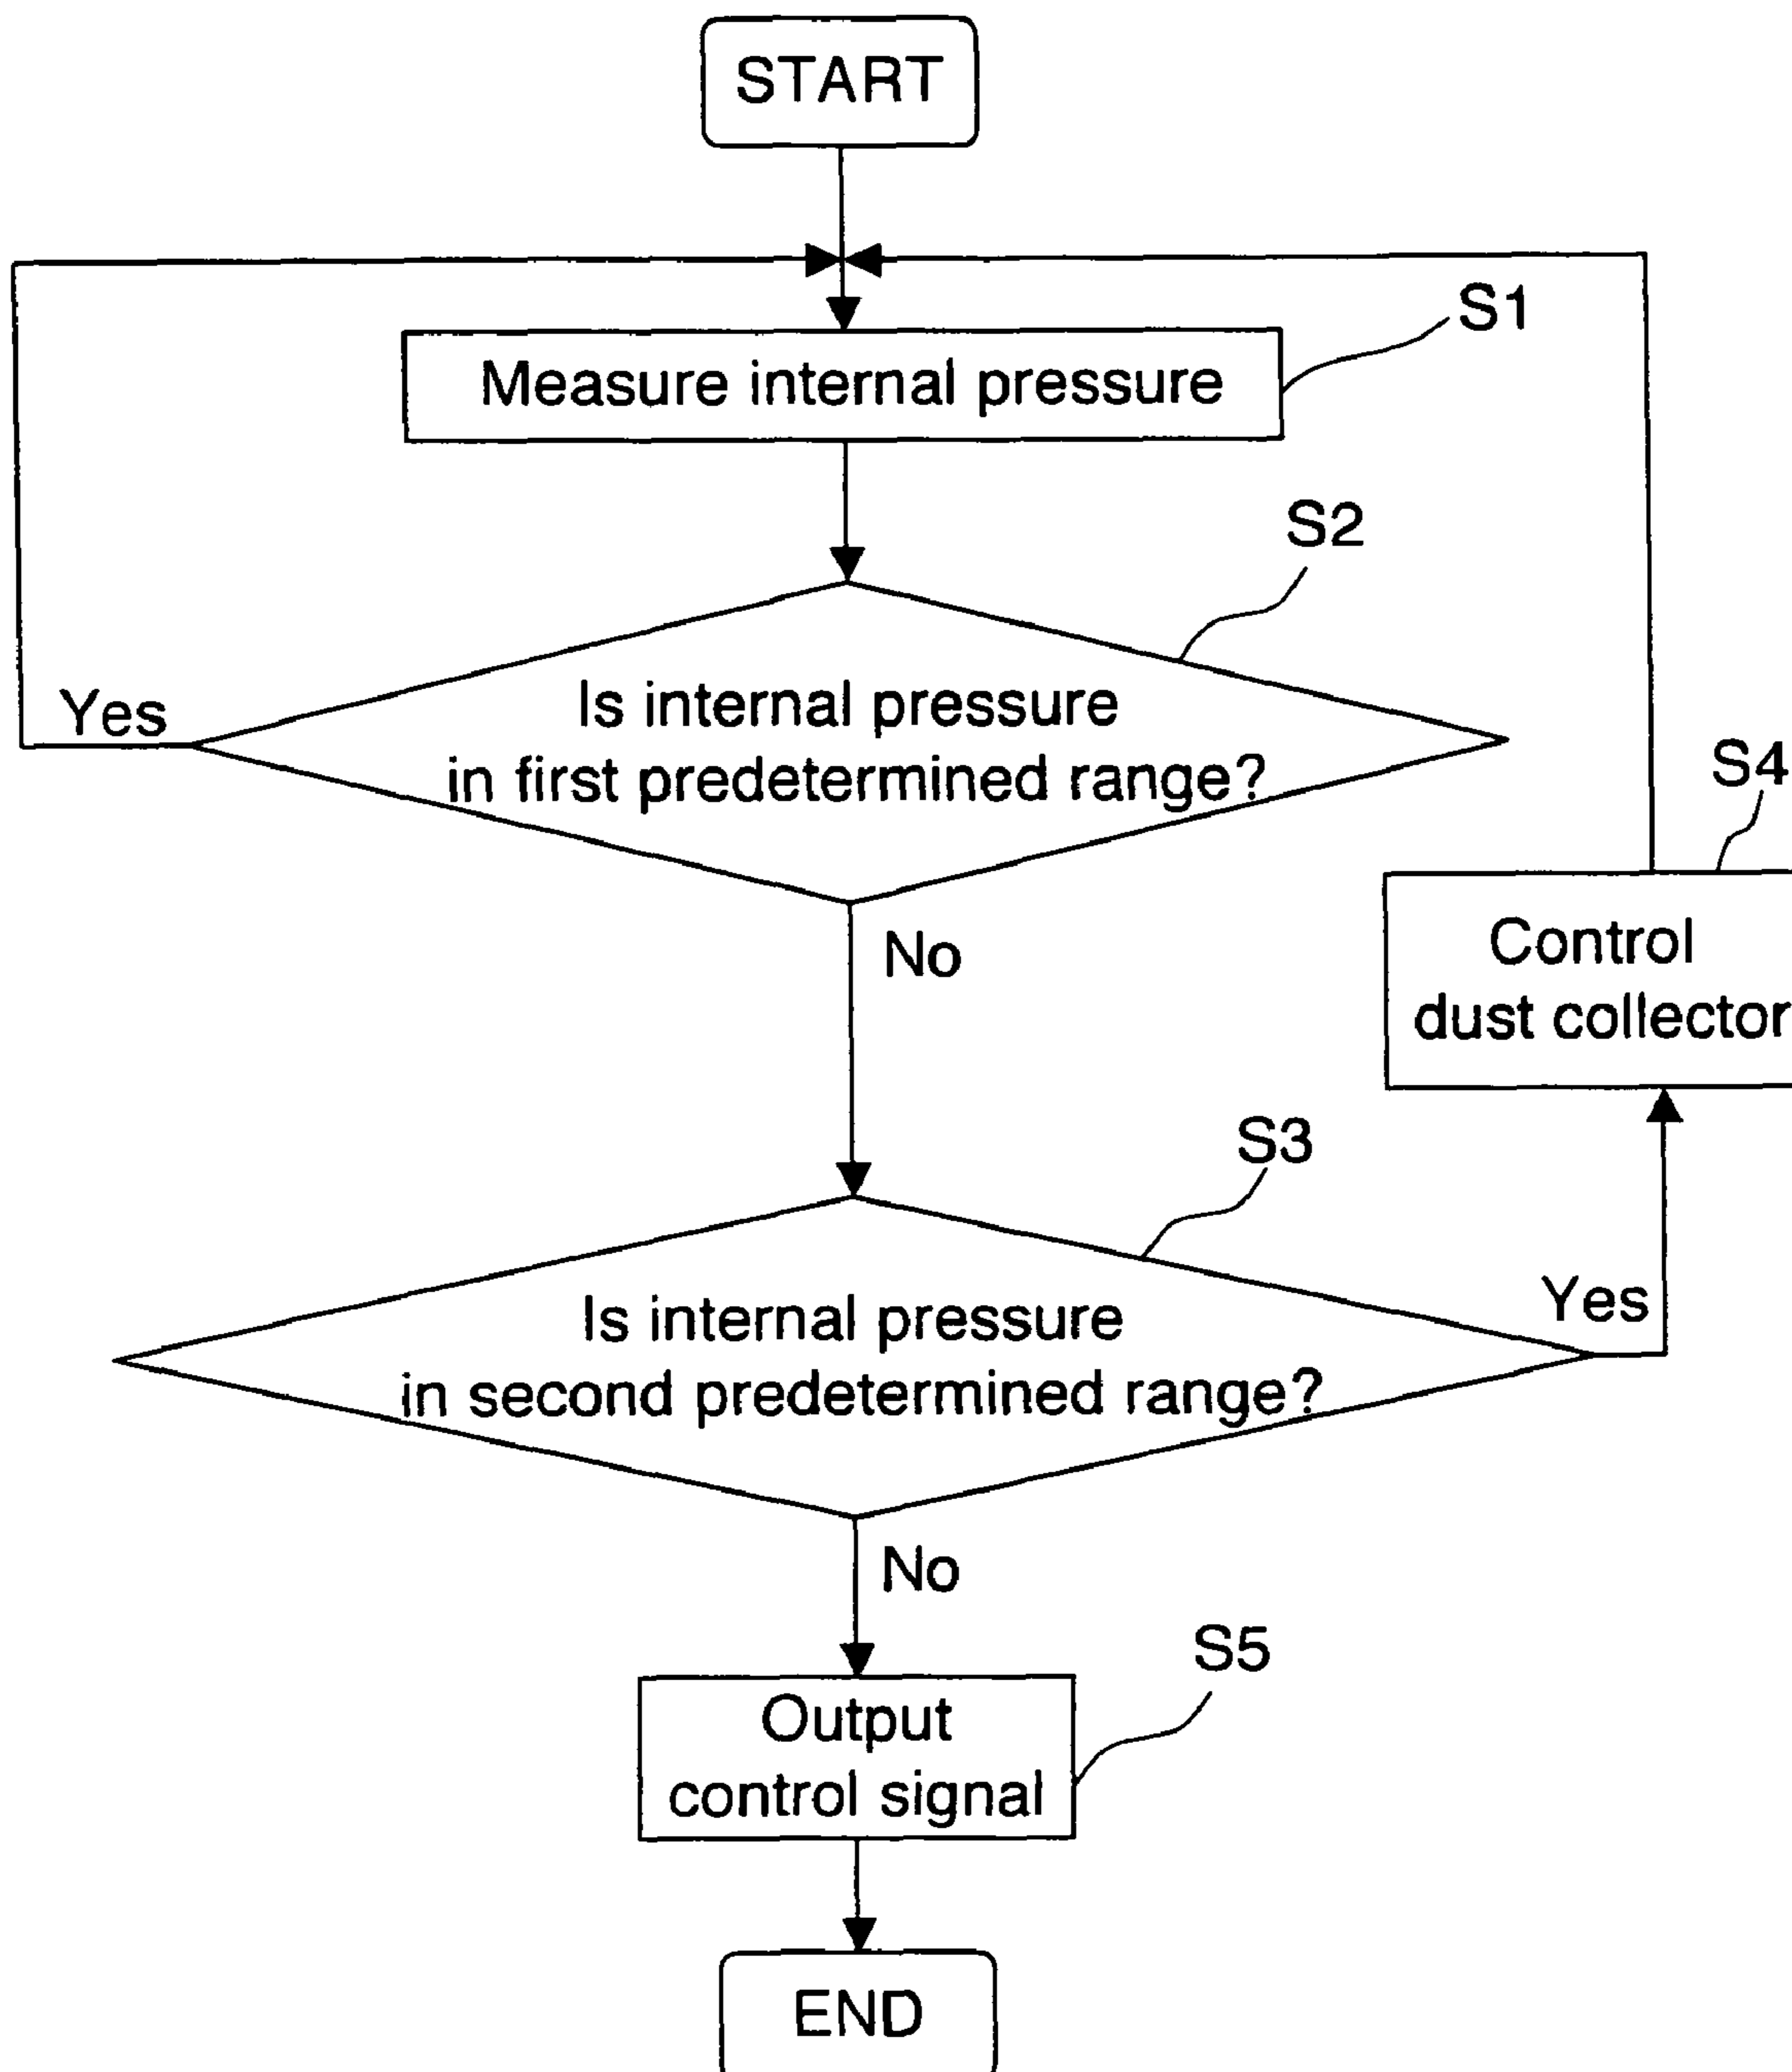 START
S1
Measure internal pressure
S2
Is internal pressure
in first predetermined range?
Yes
No
S4
Control
dust collector
S3
Is internal pressure
in second predetermined range?
Yes
No
S5
Output
control signal
END